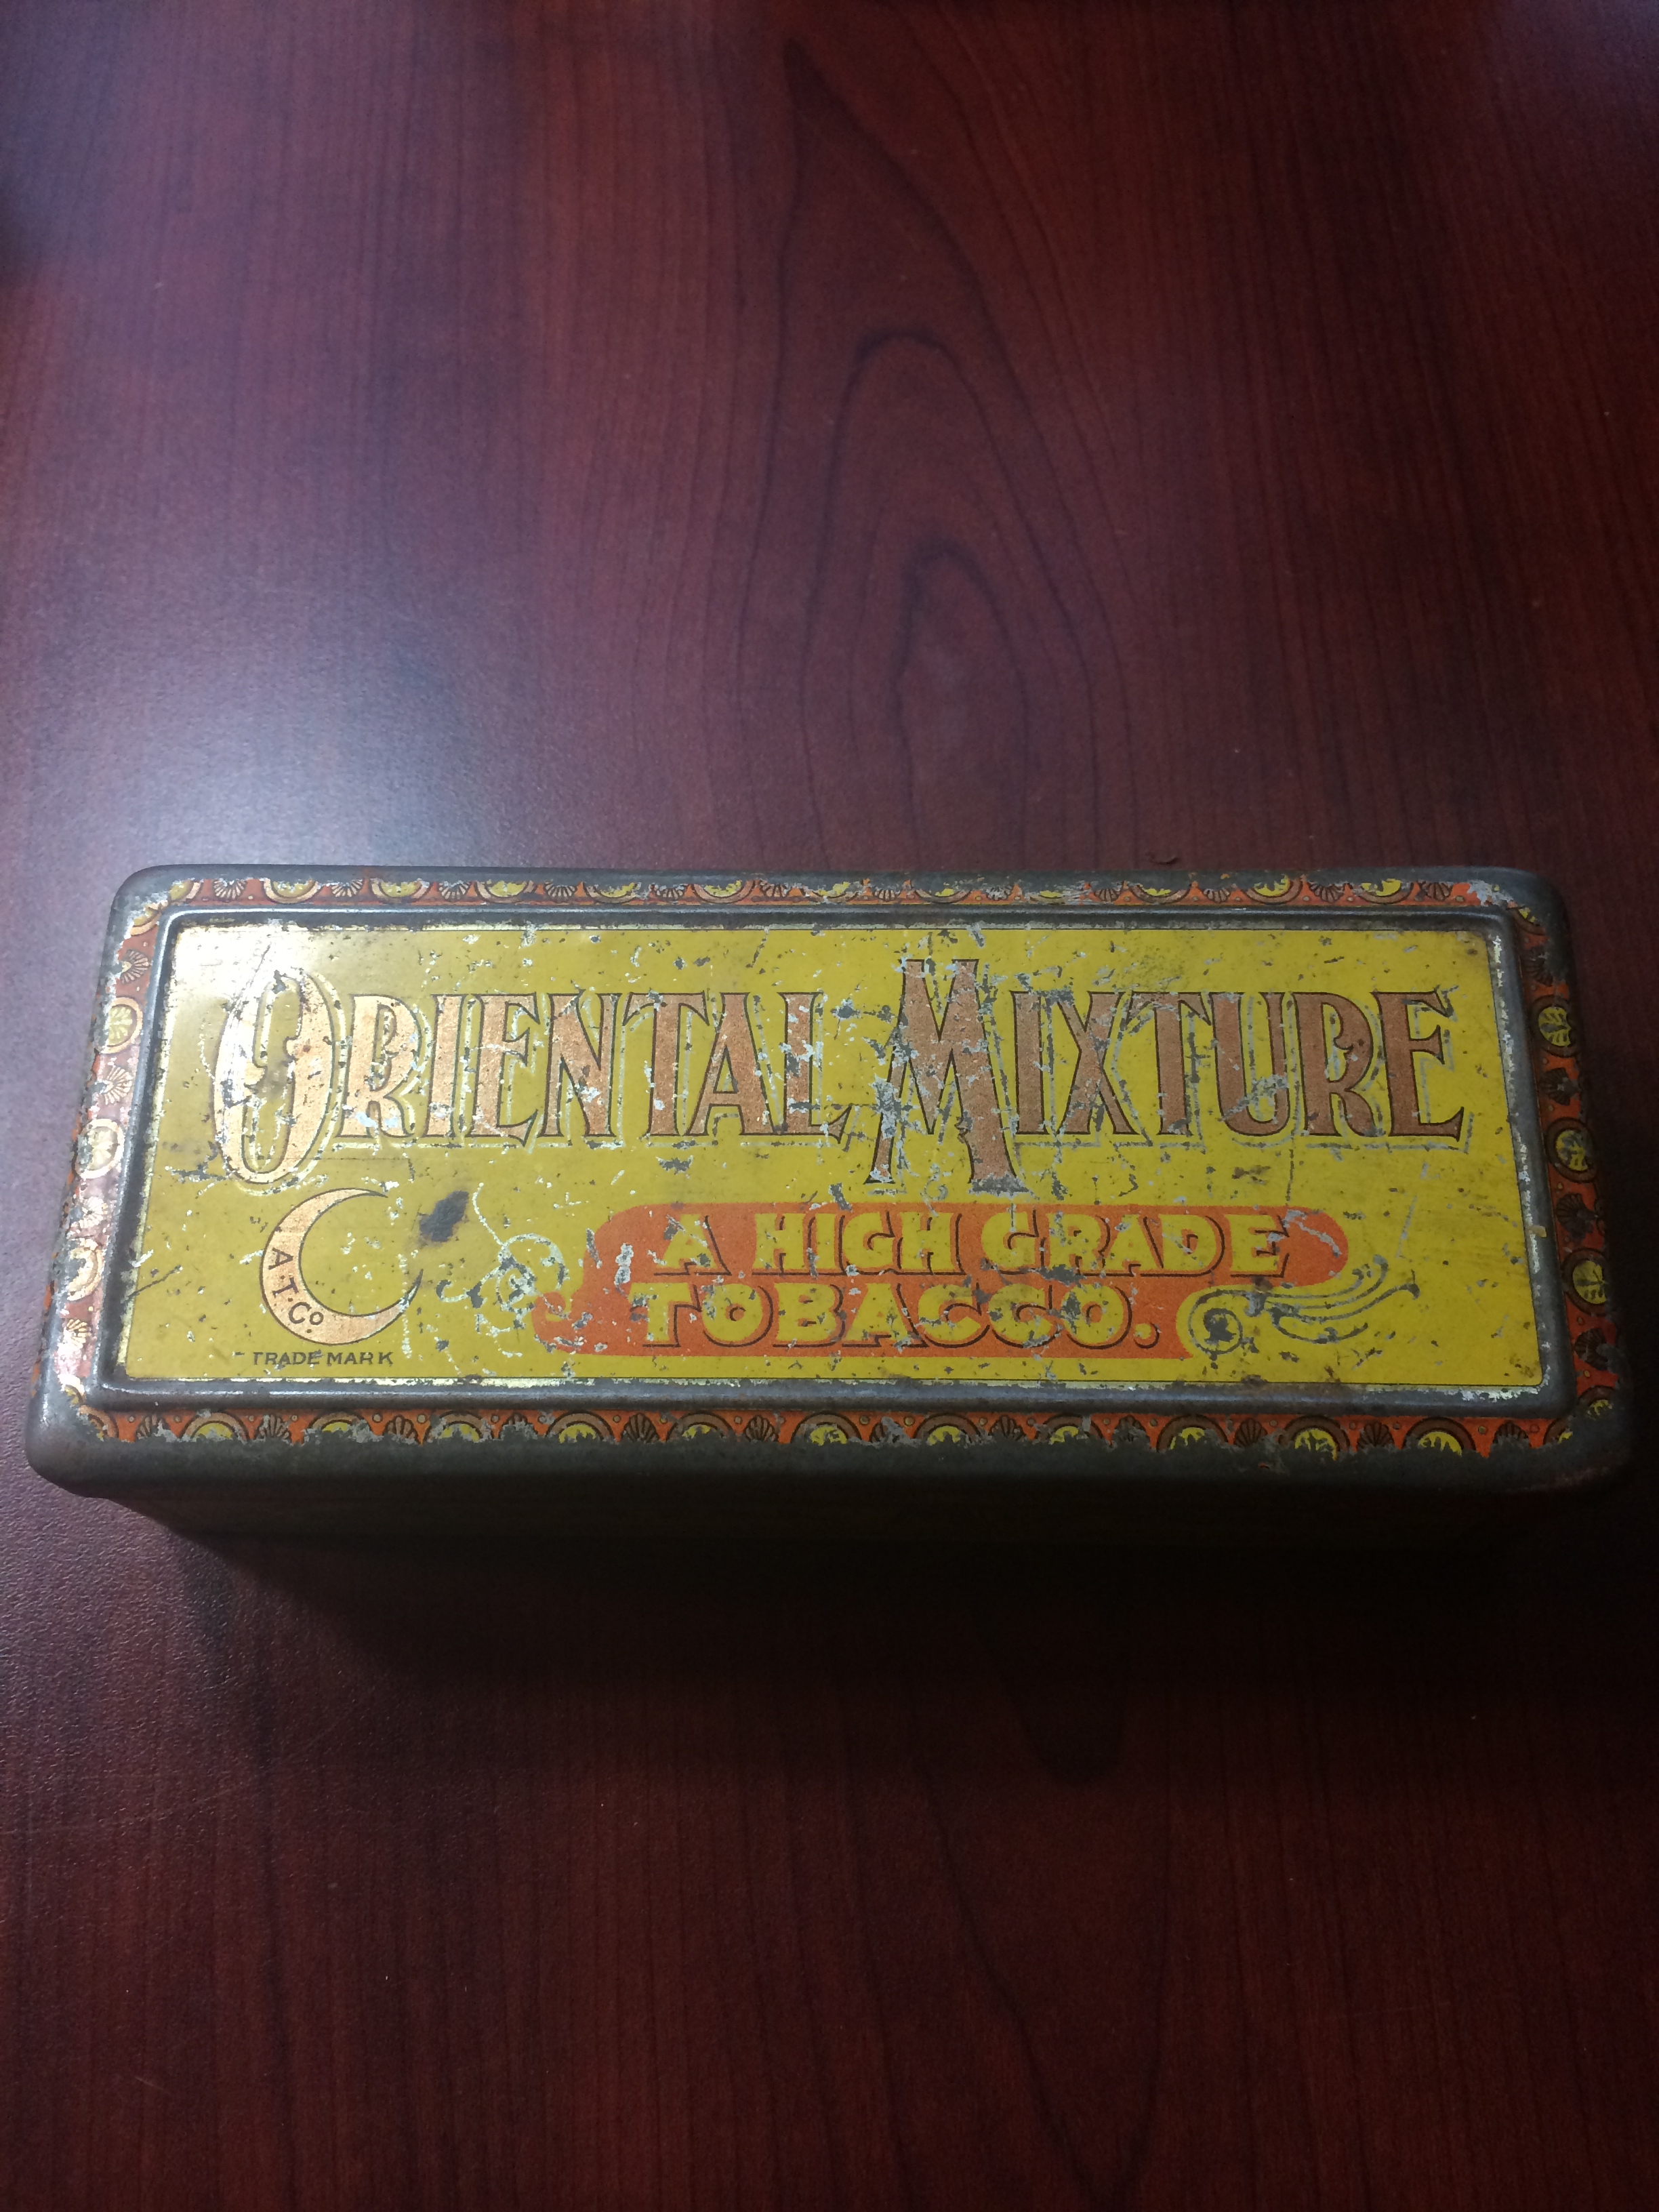 ORIENTAL MIXTURE
A HIGH GRADE
TOBACCO.
A.T.Co.
TRADE MARK